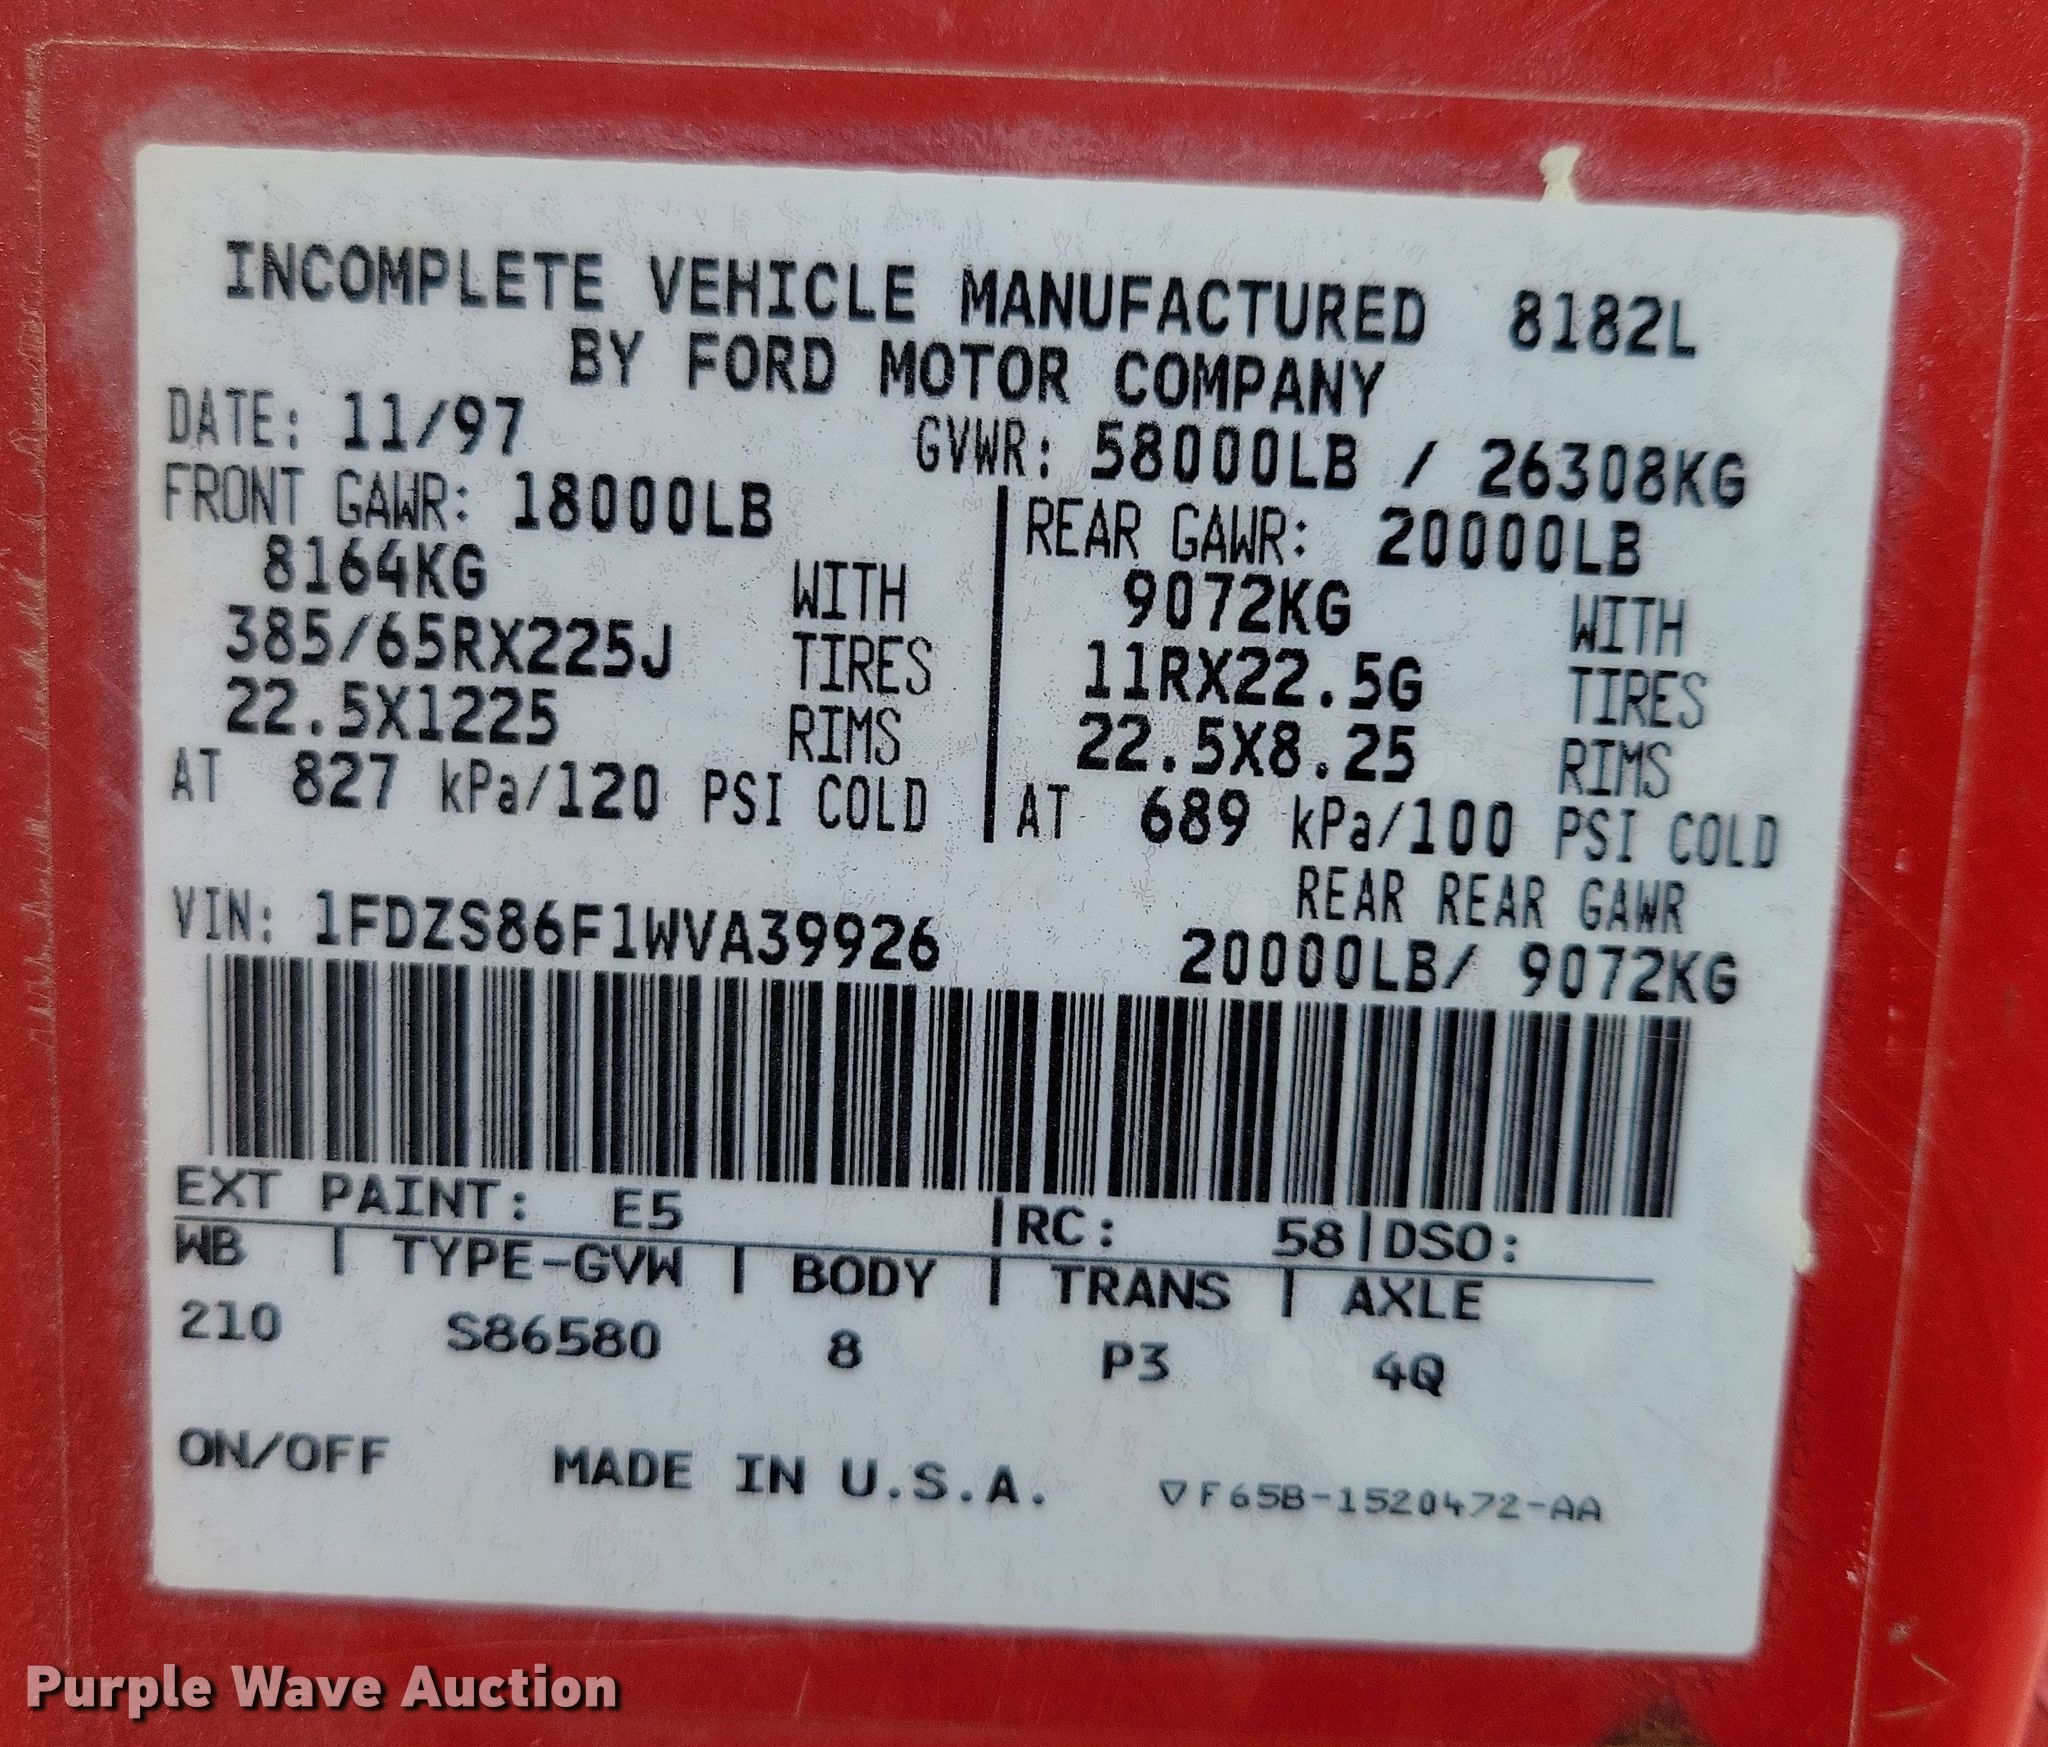 INCOMPLETE VEHICLE MANUFACTURED 8182L
BY FORD MOTOR COMPANY
DATE: 11/97 GVWR: 58000LB / 26308KG
FRONT GAWR: 18000LB REAR GAWR: 20000LB
8164KG WITH 9072KG WITH
385/65RX225J TIRES 11RX22.5G TIRES
22.5X1225 RIMS 22.5X8.25 RIMS
AT 827 kPa/120 PSI COLD AT 689 kPa/100 PSI COLD
REAR REAR GAWR
VIN: 1FDZS86F1WVA39926 20000LB/ 9072KG
EXT PAINT: E5 |RC: 58|DSO:
WB | TYPE-GVW | BODY | TRANS | AXLE
210 S86580 8 P3 4Q
ON/OFF MADE IN U.S.A. ▽F65B-1520472-AA
Purple Wave Auction